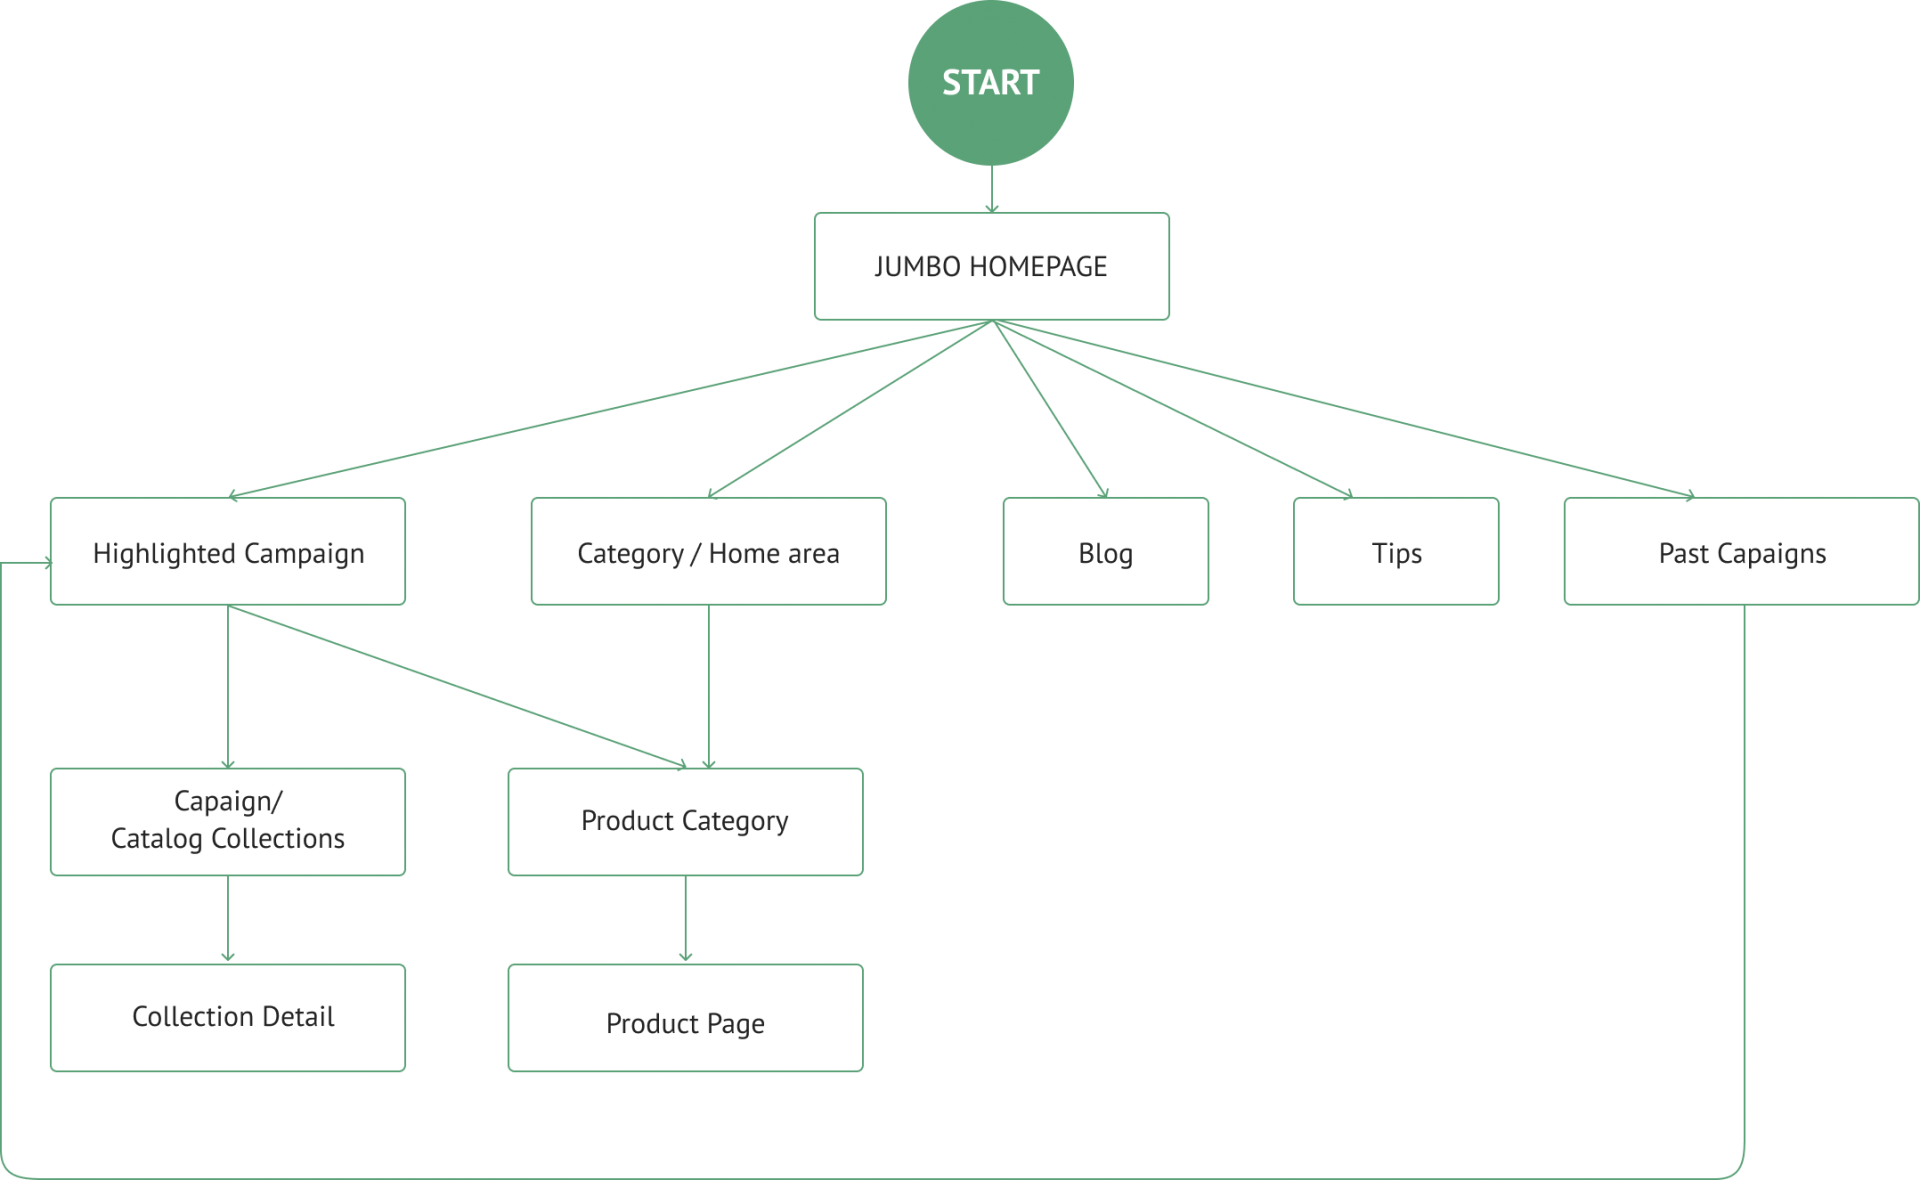 START
JUMBO HOMEPAGE
Highlighted Campaign
Category / Home area
Blog
Tips
Past Capaigns
Capaign/
Catalog Collections
Product Category
Collection Detail
Product Page